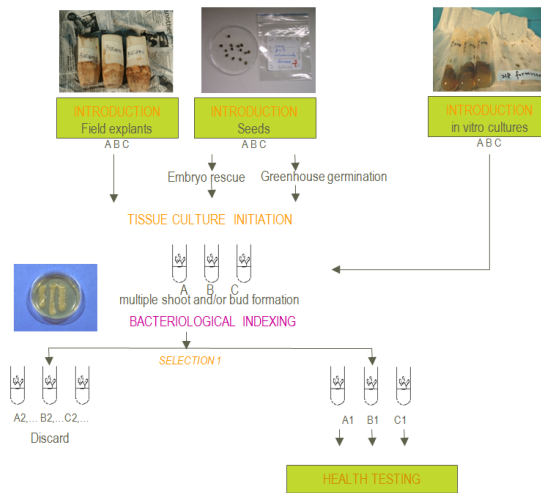 INTRODUCTION
Field explants
A B C
INTRODUCTION
Seeds
ABC
INTRODUCTION
in vitro cultures
A B C
Embryo rescue
Greenhouse germination
TISSUE CULTURE INITIATION
A B C
multiple shoot and/or bud formation
BACTERIOLOGICAL INDEXING
SELECTION 1
A2,... B2,... C2,...
Discard
A1 B1 C1
HEALTH TESTING